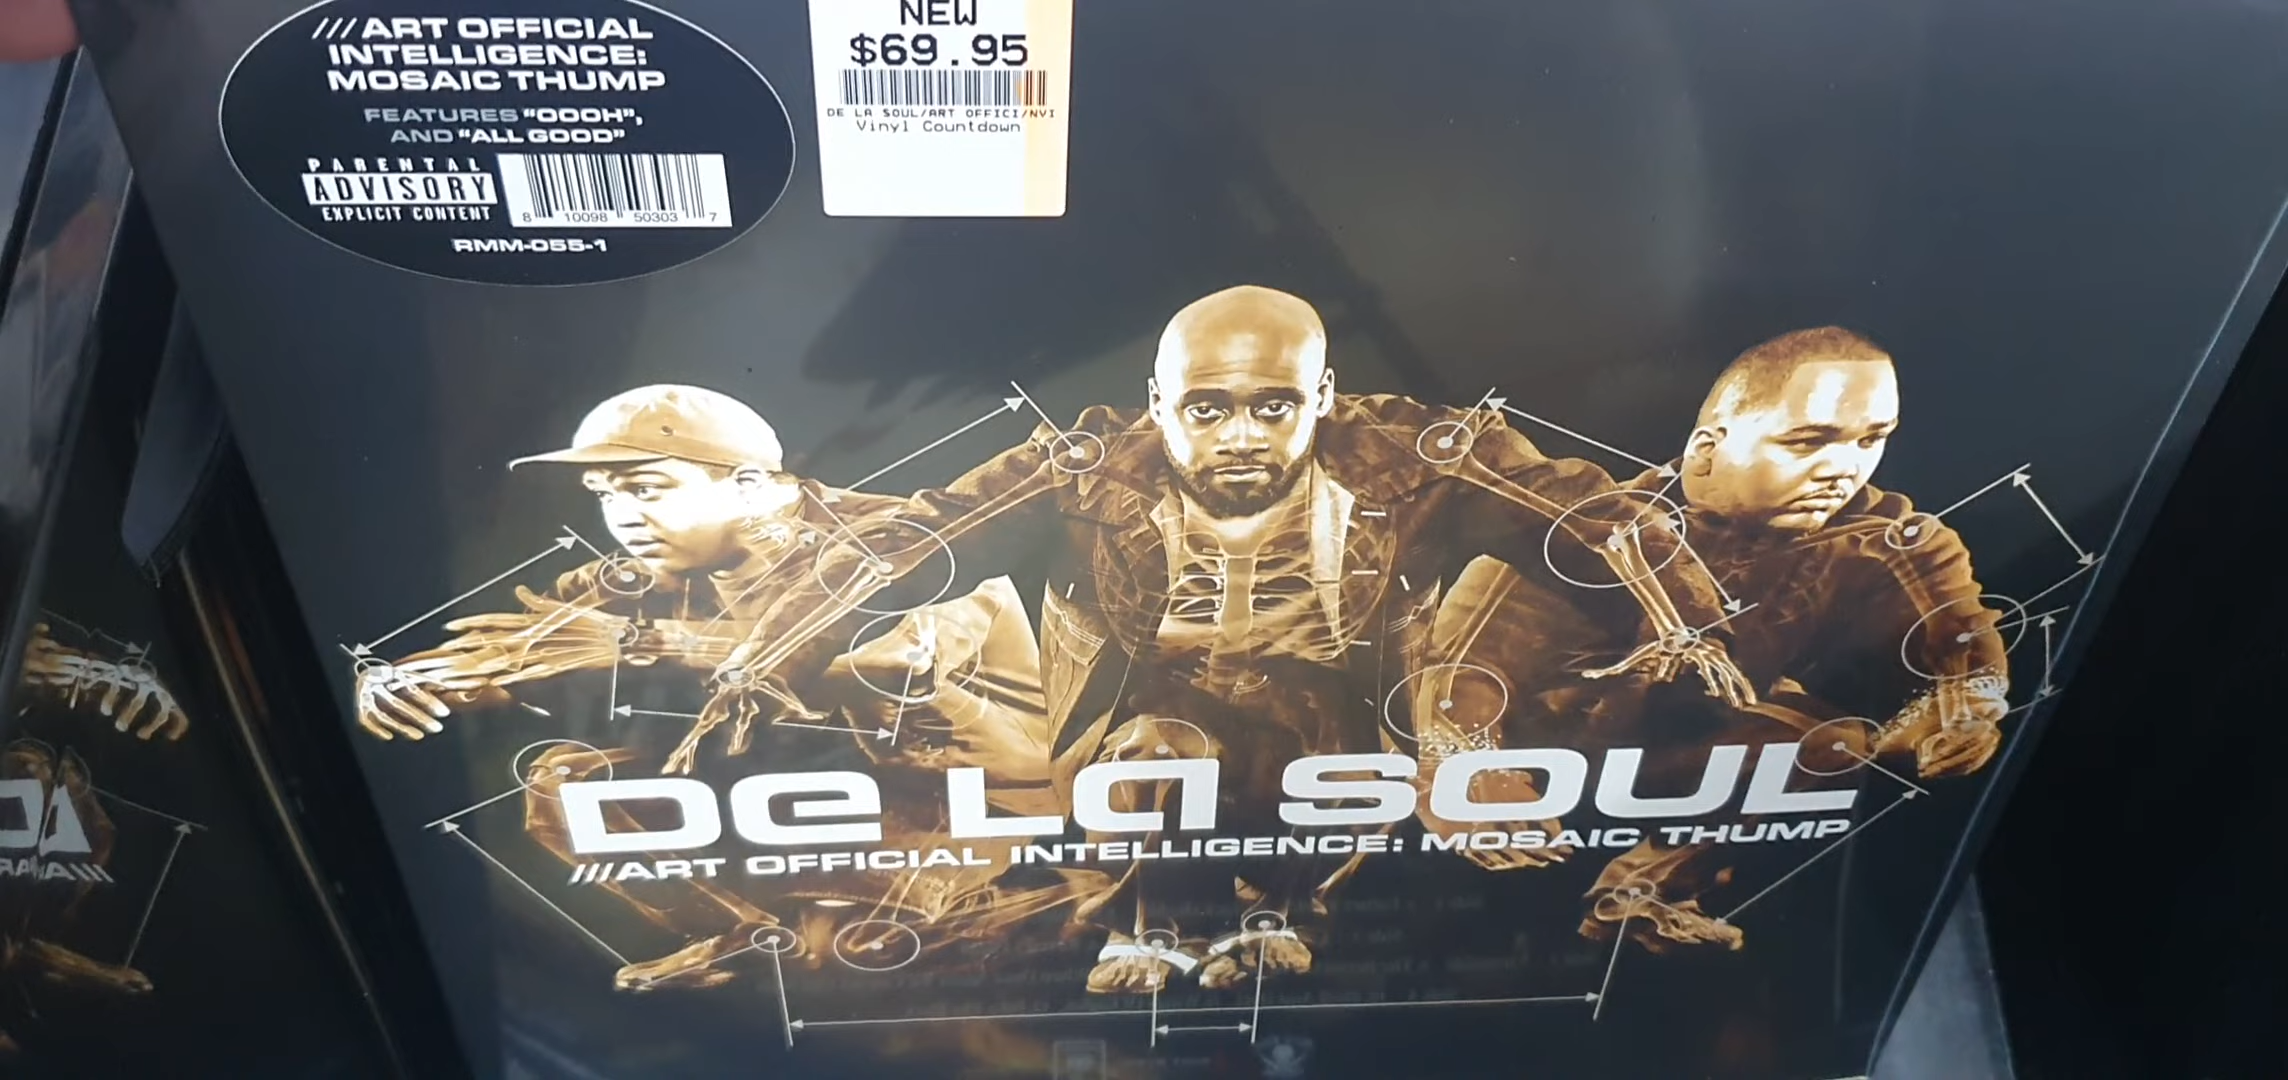 ///ART OFFICIAL
INTELLIGENCE:
MOSAIC THUMP
FEATURES "OOOH",
AND "ALL GOOD"
PARENTAL
ADVISORY
EXPLICIT CONTENT
8 10098 50303 7
RMM-055-1
NEW
$69.95
DE LA SOUL/ART OFFICI/NVI
Vinyl Countdown
De La SOUL
///ART OFFICIAL INTELLIGENCE: MOSAIC THUMP